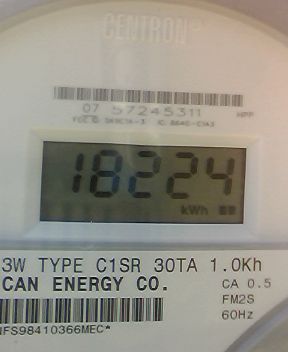 CENTRON®
07 57245311
18224
kWh
3W TYPE C1SR 30TA 1.0Kh
CAN ENERGY CO.
CA 0.5
FM2S
60Hz
NFS98410366MEC*